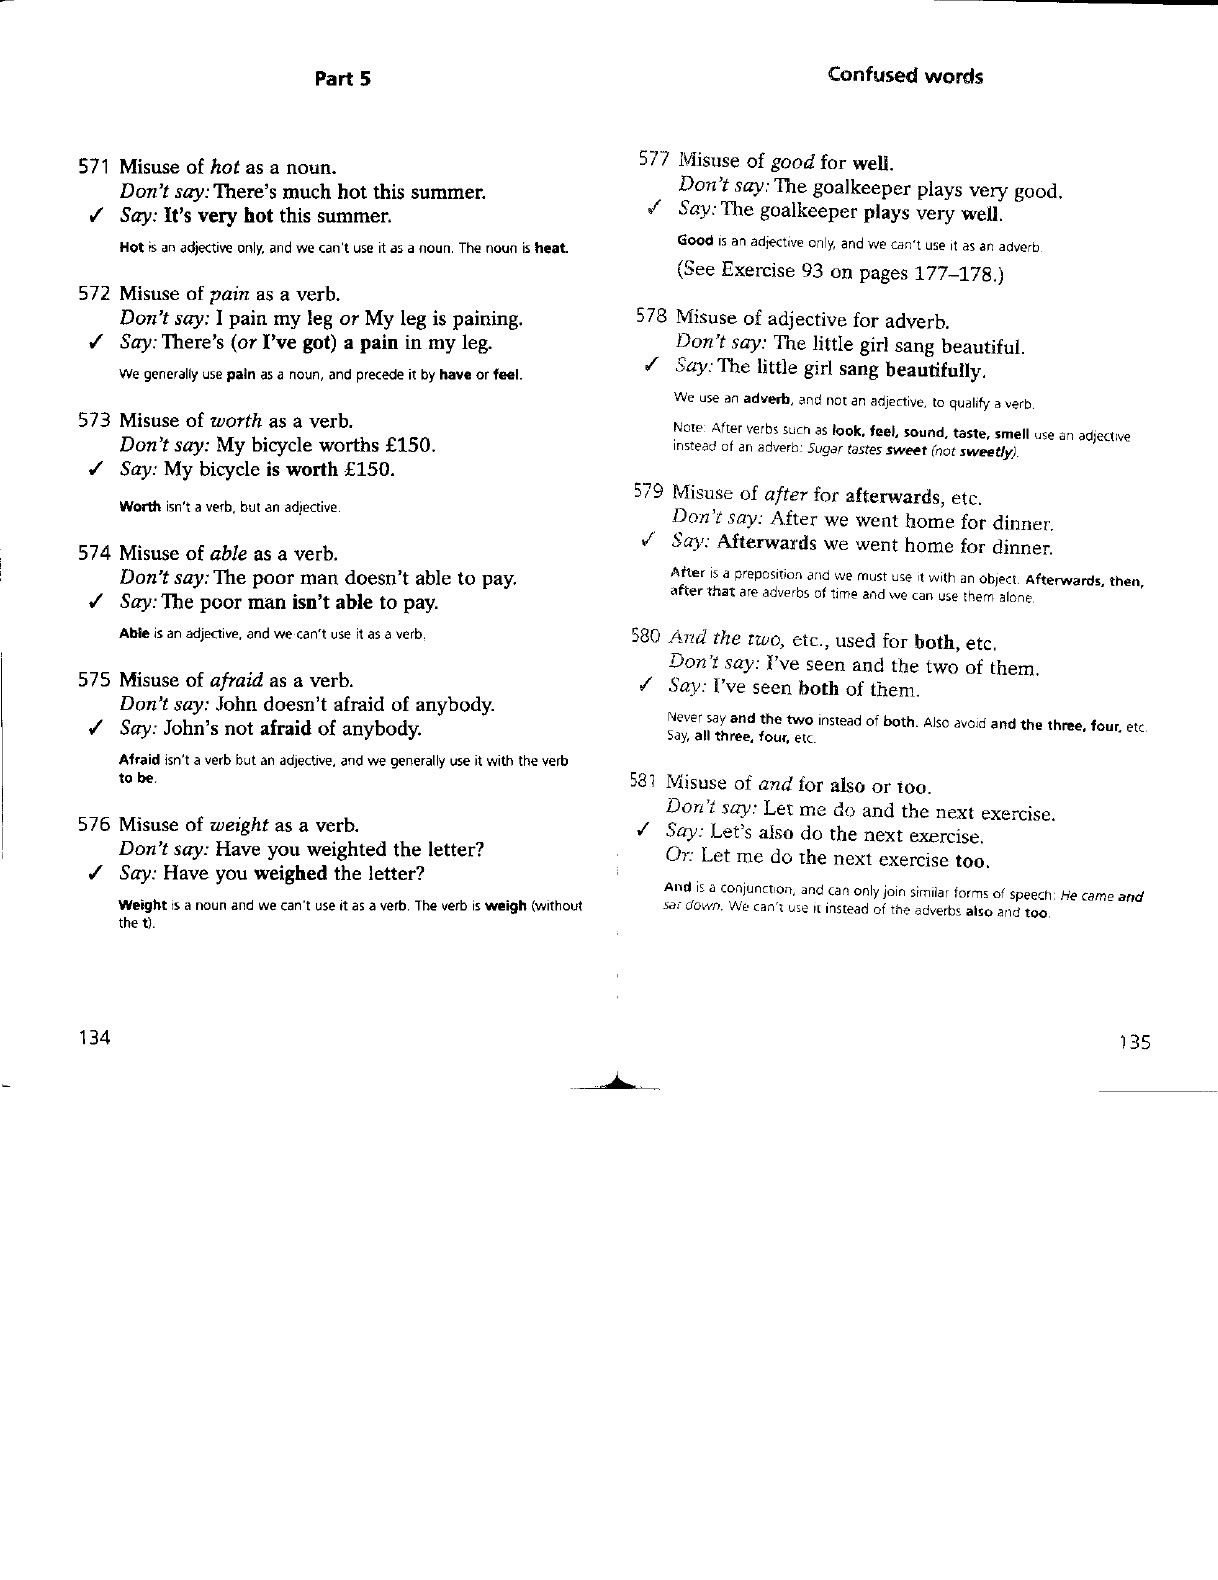 Part 5
571 Misuse of hot as a noun.
Don't say: There's much hot this summer.
✓ Say: It's very hot this summer.
Hot is an adjective only, and we can't use it as a noun. The noun is heat.
572 Misuse of pain as a verb.
Don't say: I pain my leg or My leg is paining.
✓ Say: There's (or I've got) a pain in my leg.
We generally use pain as a noun, and precede it by have or feel.
573 Misuse of worth as a verb.
Don't say: My bicycle worths £150.
✓ Say: My bicycle is worth £150.
Worth isn't a verb, but an adjective.
574 Misuse of able as a verb.
Don't say: The poor man doesn't able to pay.
✓ Say: The poor man isn't able to pay.
Able is an adjective, and we can't use it as a verb.
575 Misuse of afraid as a verb.
Don't say: John doesn't afraid of anybody.
✓ Say: John's not afraid of anybody.
Afraid isn't a verb but an adjective, and we generally use it with the verb
to be.
576 Misuse of weight as a verb.
Don't say: Have you weighted the letter?
✓ Say: Have you weighed the letter?
Weight is a noun and we can't use it as a verb. The verb is weigh (without
the t).
134
Confused words
577 Misuse of good for well.
Don't say: The goalkeeper plays very good.
✓ Say: The goalkeeper plays very well.
Good is an adjective only, and we can't use it as an adverb.
(See Exercise 93 on pages 177–178.)
578 Misuse of adjective for adverb.
Don't say: The little girl sang beautiful.
✓ Say: The little girl sang beautifully.
We use an adverb, and not an adjective, to qualify a verb.
Note: After verbs such as look, feel, sound, taste, smell use an adjective
instead of an adverb: Sugar tastes sweet (not sweetly).
579 Misuse of after for afterwards, etc.
Don't say: After we went home for dinner.
✓ Say: Afterwards we went home for dinner.
After is a preposition and we must use it with an object. Afterwards, then,
after that are adverbs of time and we can use them alone.
580 And the two, etc., used for both, etc.
Don't say: I've seen and the two of them.
✓ Say: I've seen both of them.
Never say and the two instead of both. Also avoid and the three, four, etc.
Say, all three, four, etc.
581 Misuse of and for also or too.
Don't say: Let me do and the next exercise.
✓ Say: Let's also do the next exercise.
Or: Let me do the next exercise too.
And is a conjunction, and can only join similar forms of speech: He came and
sat down. We can't use it instead of the adverbs also and too.
135